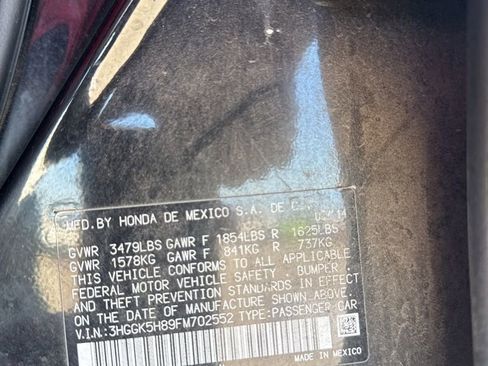 MFD.BY HONDA DE MEXICO S.A. DE C.
GVWR 3479LBS GAWR F 1854LBS R 1625LBS
GVWR 1578KG GAWR F 841KG R 737KG
THIS VEHICLE CONFORMS TO ALL APPLICABLE
FEDERAL MOTOR VEHICLE SAFETY, BUMPER,
AND THEFT PREVENTION STANDARDS IN EFFECT
ON THE DATE OF MANUFACTURE SHOWN ABOVE.
V.I.N.:3HGGK5H89FM702552 TYPE:PASSENGER CAR
MADE IN MEXICO